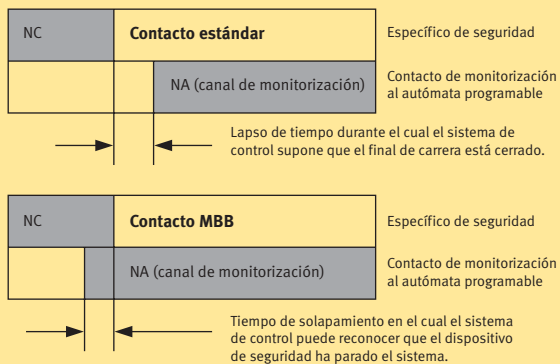 NC
Contacto estándar
Específico de seguridad
NA (canal de monitorización)
Contacto de monitorización
al autómata programable
Lapso de tiempo durante el cual el sistema de
control supone que el final de carrera está cerrado.
NC
Contacto MBB
Específico de seguridad
NA (canal de monitorización)
Contacto de monitorización
al autómata programable
Tiempo de solapamiento en el cual el sistema
de control puede reconocer que el dispositivo
de seguridad ha parado el sistema.